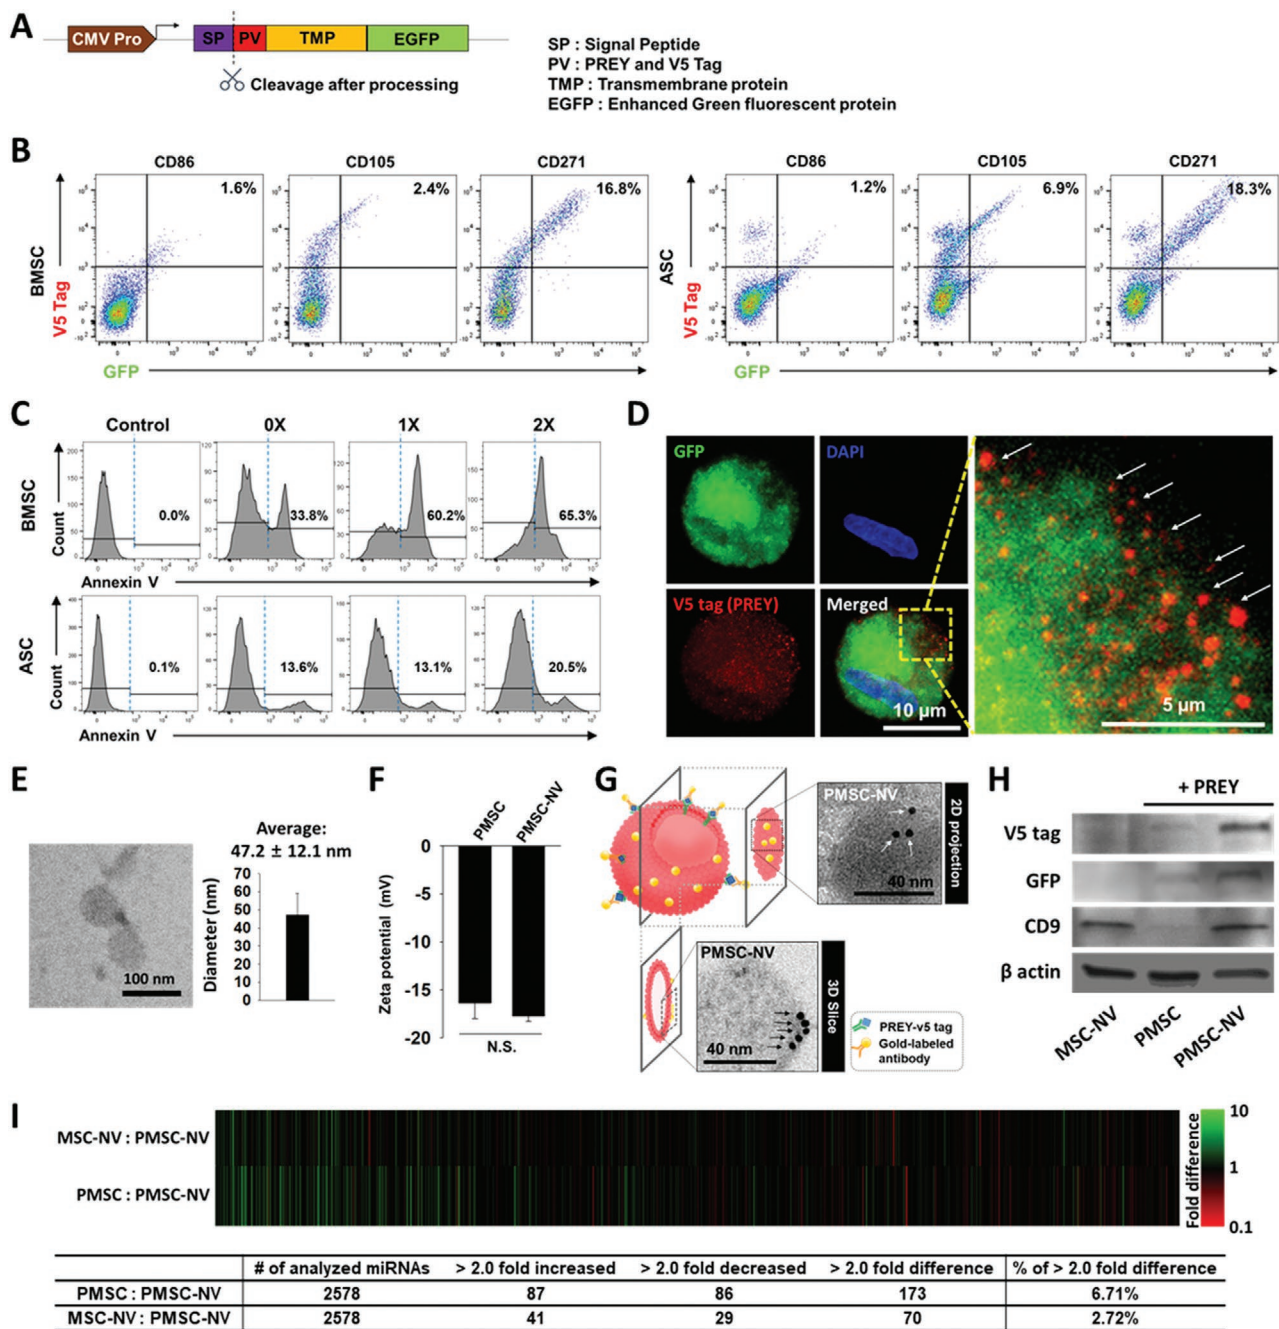 A
CMV Pro
SP PV TMP EGFP
Cleavage after processing
SP : Signal Peptide
PV : PREY and V5 Tag
TMP : Transmembrane protein
EGFP : Enhanced Green fluorescent protein
B
CD86 CD105 CD271
1.6% 2.4% 16.8%
BMSC
V5 Tag
GFP
CD86 CD105 CD271
1.2% 6.9% 18.3%
ASC
V5 Tag
GFP
C
Control 0X 1X 2X
BMSC
Count
0.0% 33.8% 60.2% 65.3%
Annexin V
ASC
Count
0.1% 13.6% 13.1% 20.5%
Annexin V
D
GFP DAPI
V5 tag (PREY) Merged
10 µm
5 µm
E
100 nm
Average:
47.2 ± 12.1 nm
Diameter (nm)
70
60
50
40
30
20
10
0
F
PMSC PMSC-NV
Zeta potential (mV)
0
-5
-10
-15
-20
N.S.
G
PMSC-NV
40 nm
2D projection
PMSC-NV
40 nm
3D Slice
PREY-v5 tag
Gold-labeled
antibody
H
+ PREY
V5 tag
GFP
CD9
β actin
MSC-NV PMSC PMSC-NV
I
MSC-NV : PMSC-NV
PMSC : PMSC-NV
Fold difference
10
1
0.1
# of analyzed miRNAs > 2.0 fold increased > 2.0 fold decreased > 2.0 fold difference % of > 2.0 fold difference
PMSC : PMSC-NV 2578 87 86 173 6.71%
MSC-NV : PMSC-NV 2578 41 29 70 2.72%